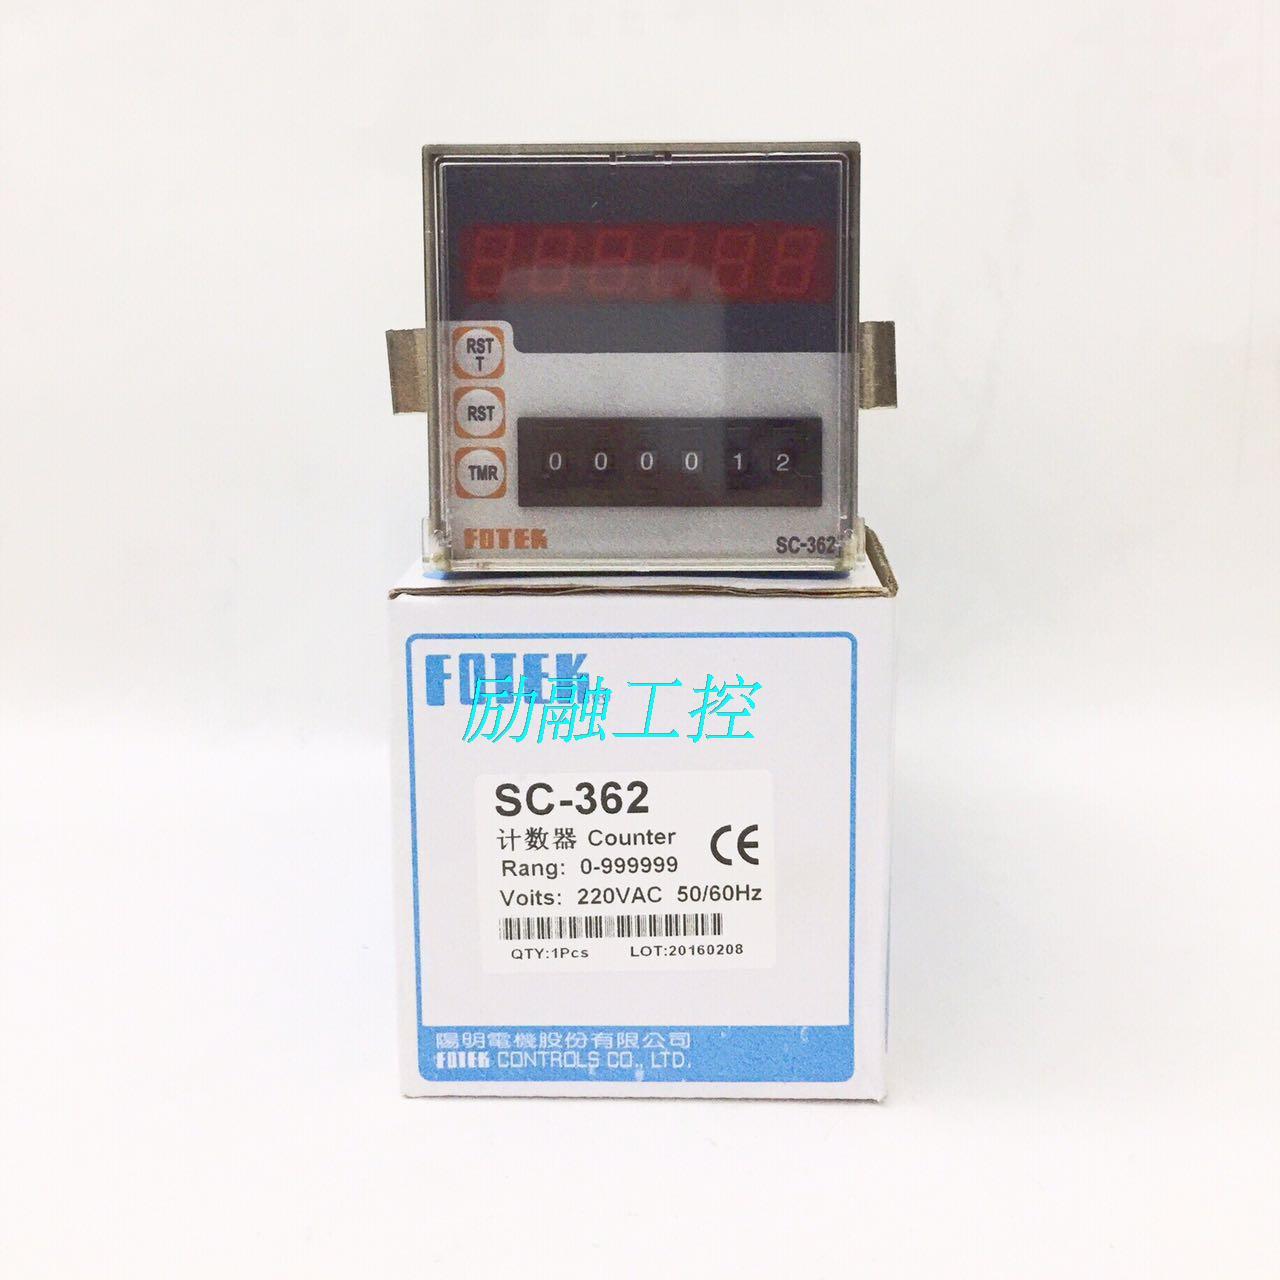 RST
T
RST
TMR
0 0 0 0 1 2
FOTEK
SC-362
FOTEK
励融工控
SC-362
计数器 Counter
CE
Rang: 0-999999
Voits: 220VAC 50/60Hz
QTY:1Pcs LOT:20160208
陽明電機股份有限公司
FOTEK CONTROLS CO., LTD.